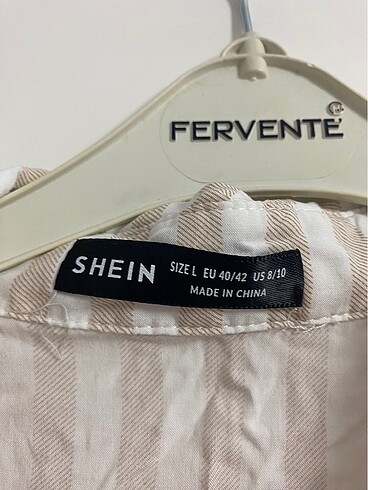 FERVENTE
SHEIN
SIZE L EU 40/42 US 8/10
MADE IN CHINA